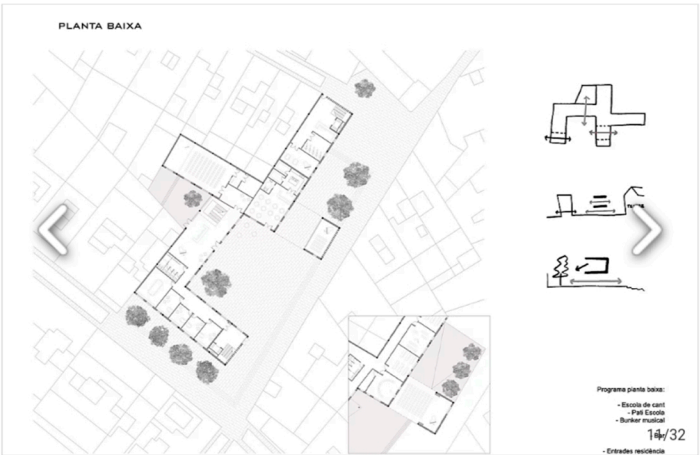 PLANTA BAIXA
Programa planta baixa:
- Escola de cant
- Pati Escola
- Bunker musical
11/32
- Entrades residència